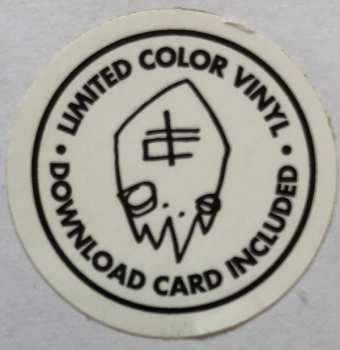 • LIMITED COLOR VINYL •
DOWNLOAD CARD INCLUDED